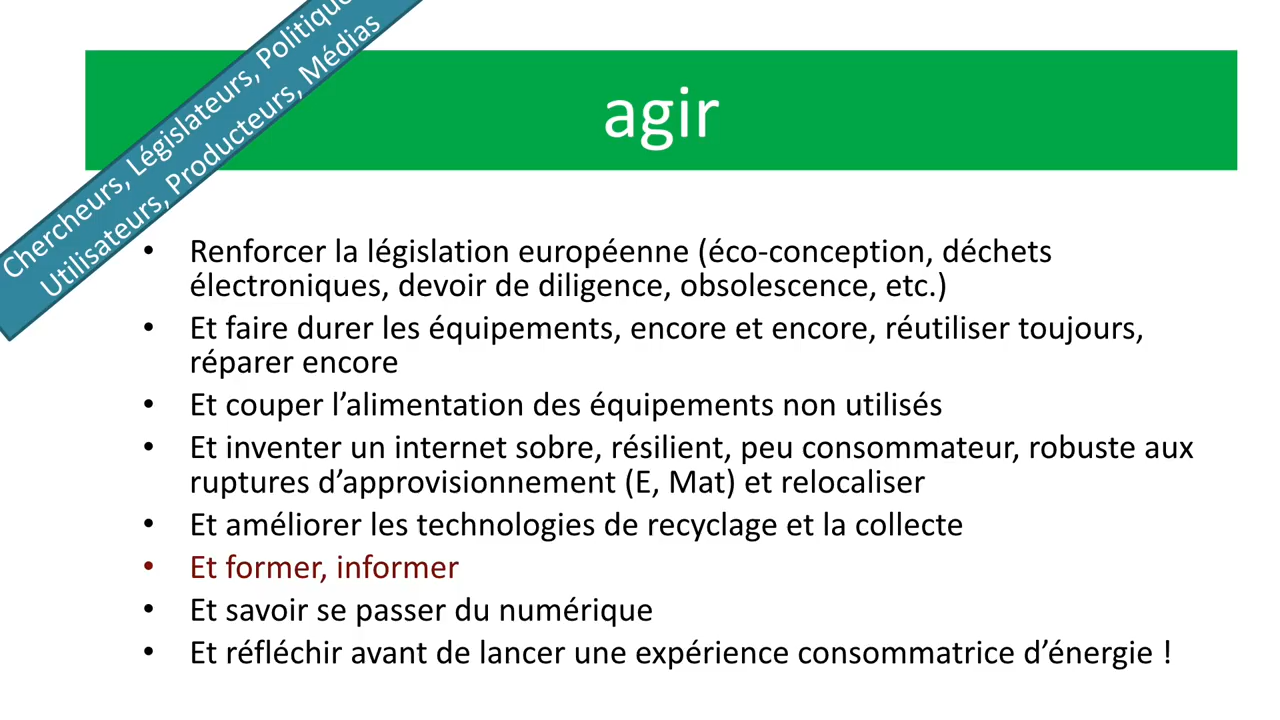 Chercheurs, Législateurs, Politique
Utilisateurs, Producteurs, Médias
agir
• Renforcer la législation européenne (éco-conception, déchets
électroniques, devoir de diligence, obsolescence, etc.)
• Et faire durer les équipements, encore et encore, réutiliser toujours,
réparer encore
• Et couper l’alimentation des équipements non utilisés
• Et inventer un internet sobre, résilient, peu consommateur, robuste aux
ruptures d’approvisionnement (E, Mat) et relocaliser
• Et améliorer les technologies de recyclage et la collecte
• Et former, informer
• Et savoir se passer du numérique
• Et réfléchir avant de lancer une expérience consommatrice d’énergie !